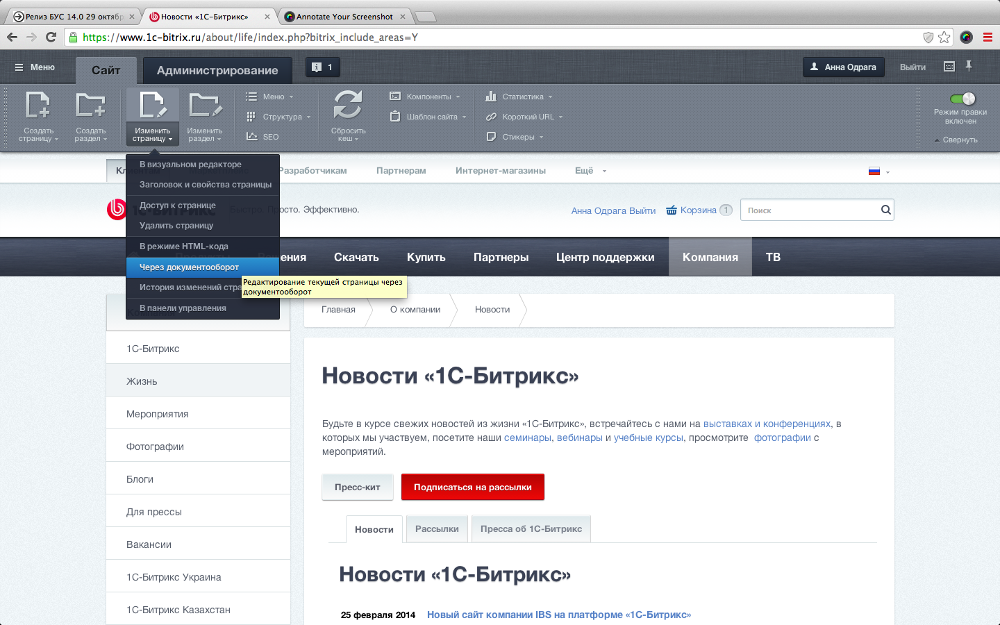 Релиз БУС 14.0 29 октябр
Новости «1С-Битрикс»
Annotate Your Screenshot
https://www.1c-bitrix.ru/about/life/index.php?bitrix_include_areas=Y
Меню
Сайт
Администрирование
1
Анна Одрага
Выйти
Создать страницу
Создать раздел
Изменить страницу
Изменить раздел
Меню
Структура
SEO
Сбросить кеш
Компоненты
Шаблон сайта
Статистика
Короткий URL
Стикеры
Режим правки включен
Свернуть
Разработчикам
Партнерам
Интернет-магазины
Ещё
В визуальном редакторе
Заголовок и свойства страницы
Доступ к странице
Удалить страницу
В режиме HTML-кода
Через документооборот
История изменений стра
В панели управления
Редактирование текущей страницы через
документооборот
Просто. Эффективно.
Анна Одрага Выйти
Корзина 1
Поиск
Скачать
Купить
Партнеры
Центр поддержки
Компания
ТВ
Главная
О компании
Новости
1С-Битрикс
Жизнь
Мероприятия
Фотографии
Блоги
Для прессы
Вакансии
1С-Битрикс Украина
1С-Битрикс Казахстан
Новости «1С-Битрикс»
Будьте в курсе свежих новостей из жизни «1С-Битрикс», встречайтесь с нами на выставках и конференциях, в
которых мы участвуем, посетите наши семинары, вебинары и учебные курсы, просмотрите фотографии с
мероприятий.
Пресс-кит
Подписаться на рассылки
Новости
Рассылки
Пресса об 1С-Битрикс
Новости «1С-Битрикс»
25 февраля 2014
Новый сайт компании IBS на платформе «1С-Битрикс»